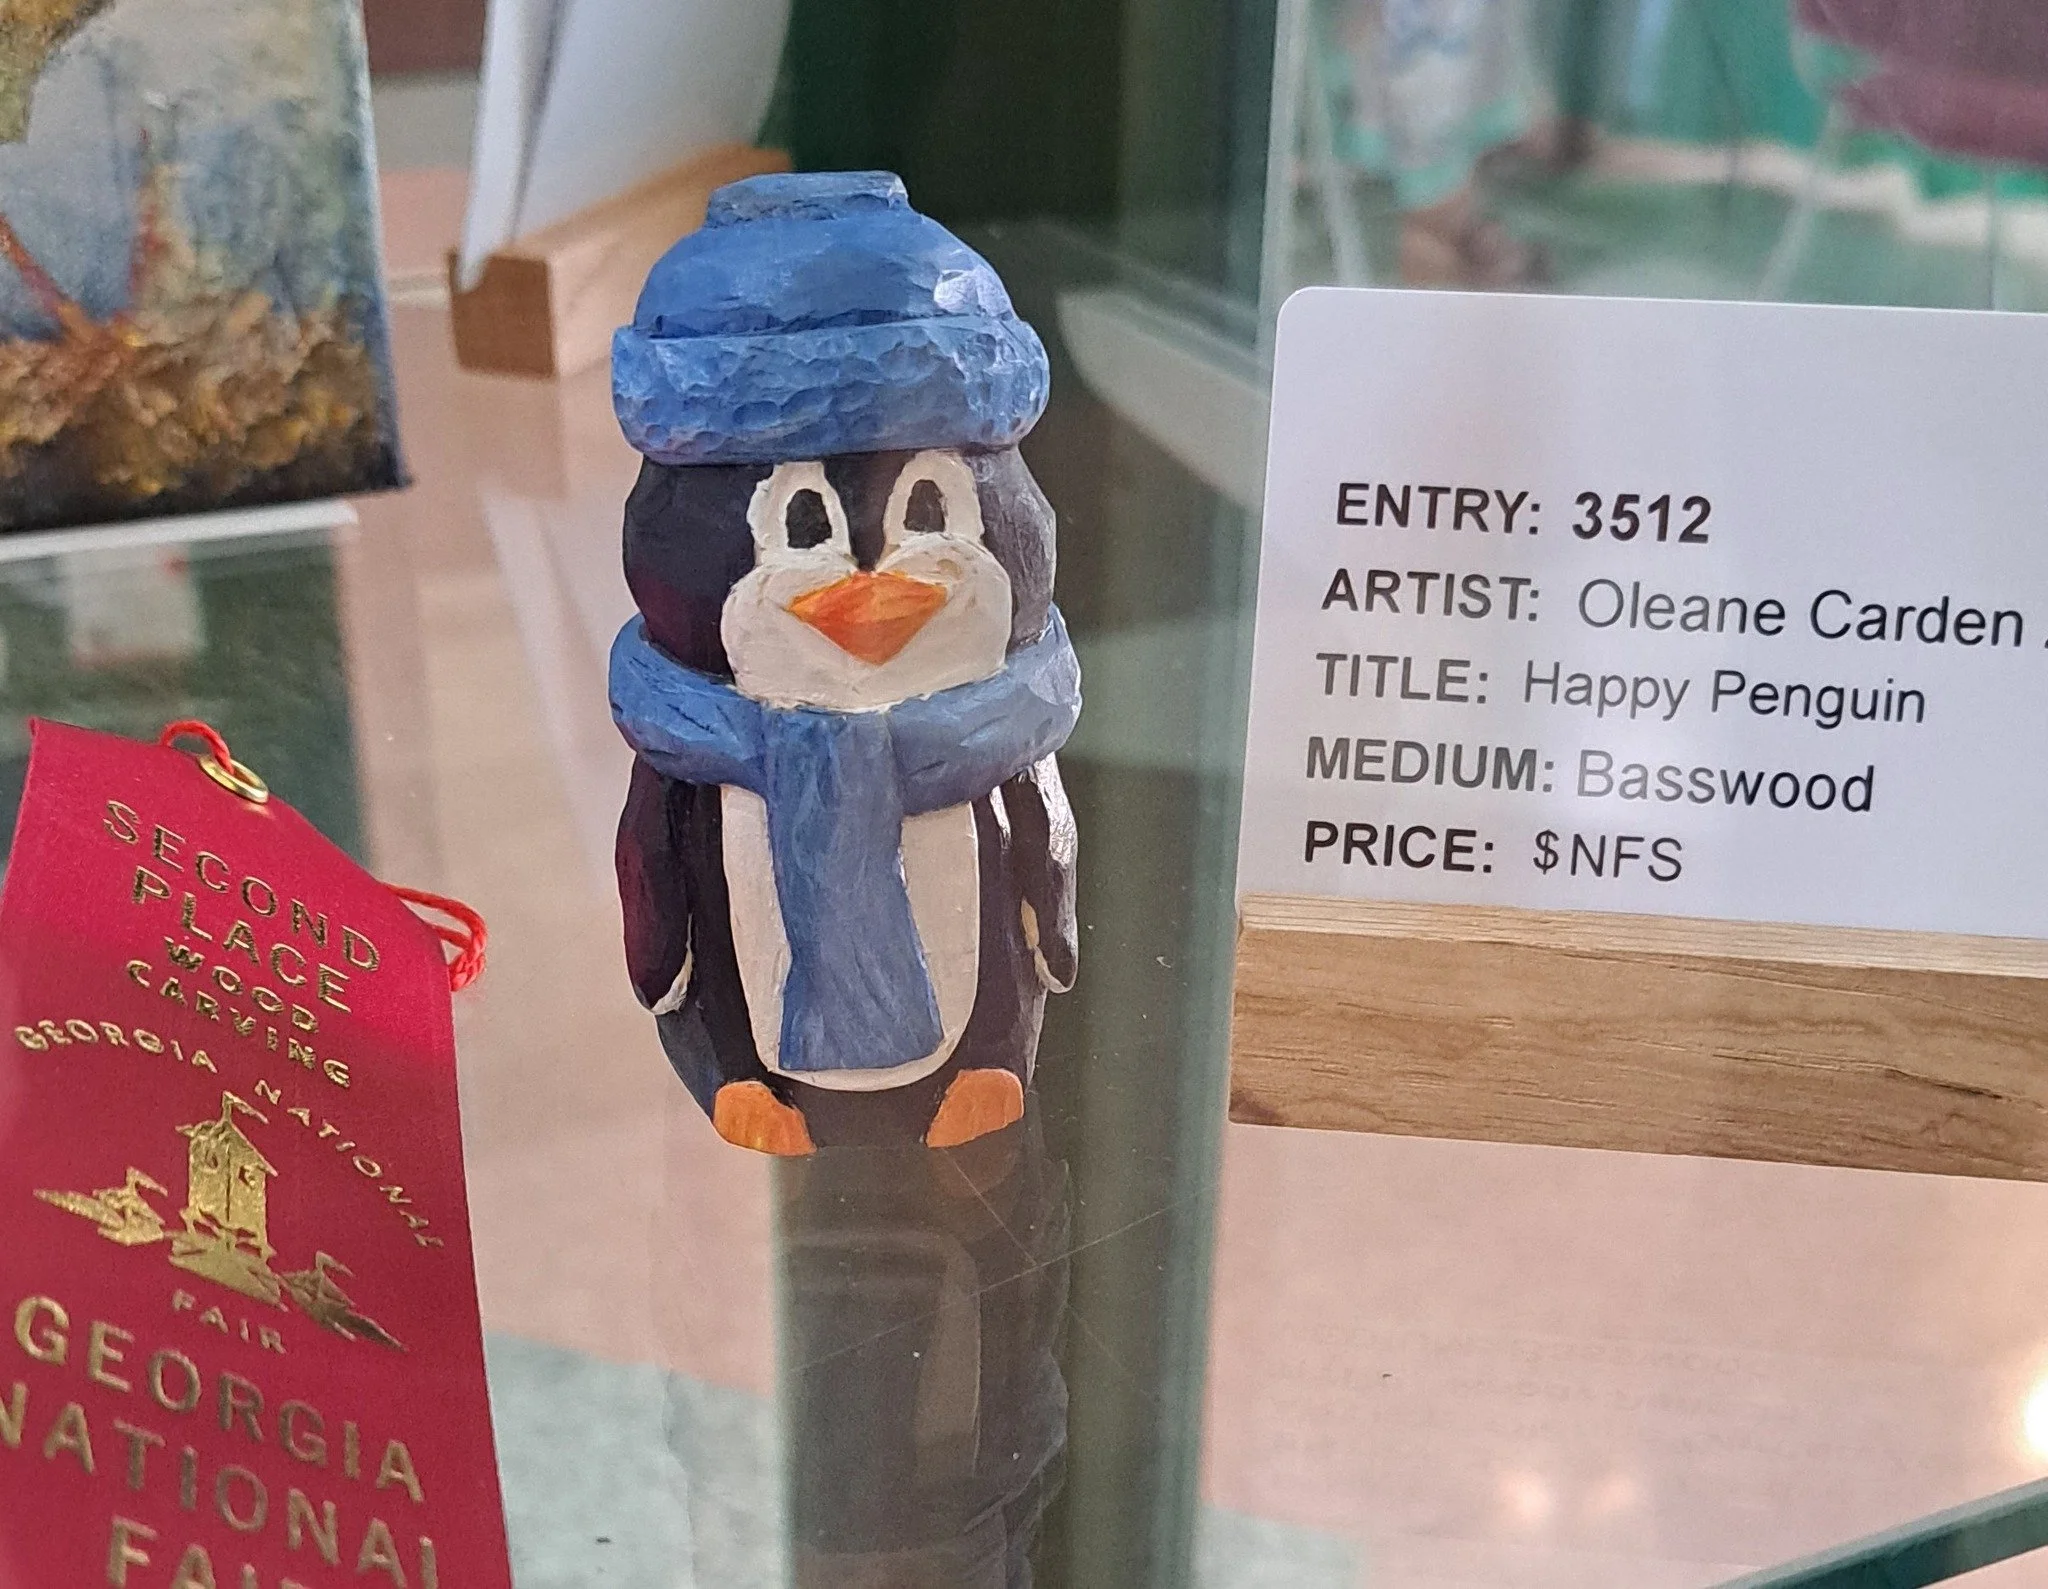 ENTRY: 3512
ARTIST: Oleane Carden
TITLE: Happy Penguin
MEDIUM: Basswood
PRICE: $NFS
SECOND
PLACE
WOOD
CARVING
GEORGIA NATIONAL
FAIR
GEORGIA
NATIONAL
FAIR